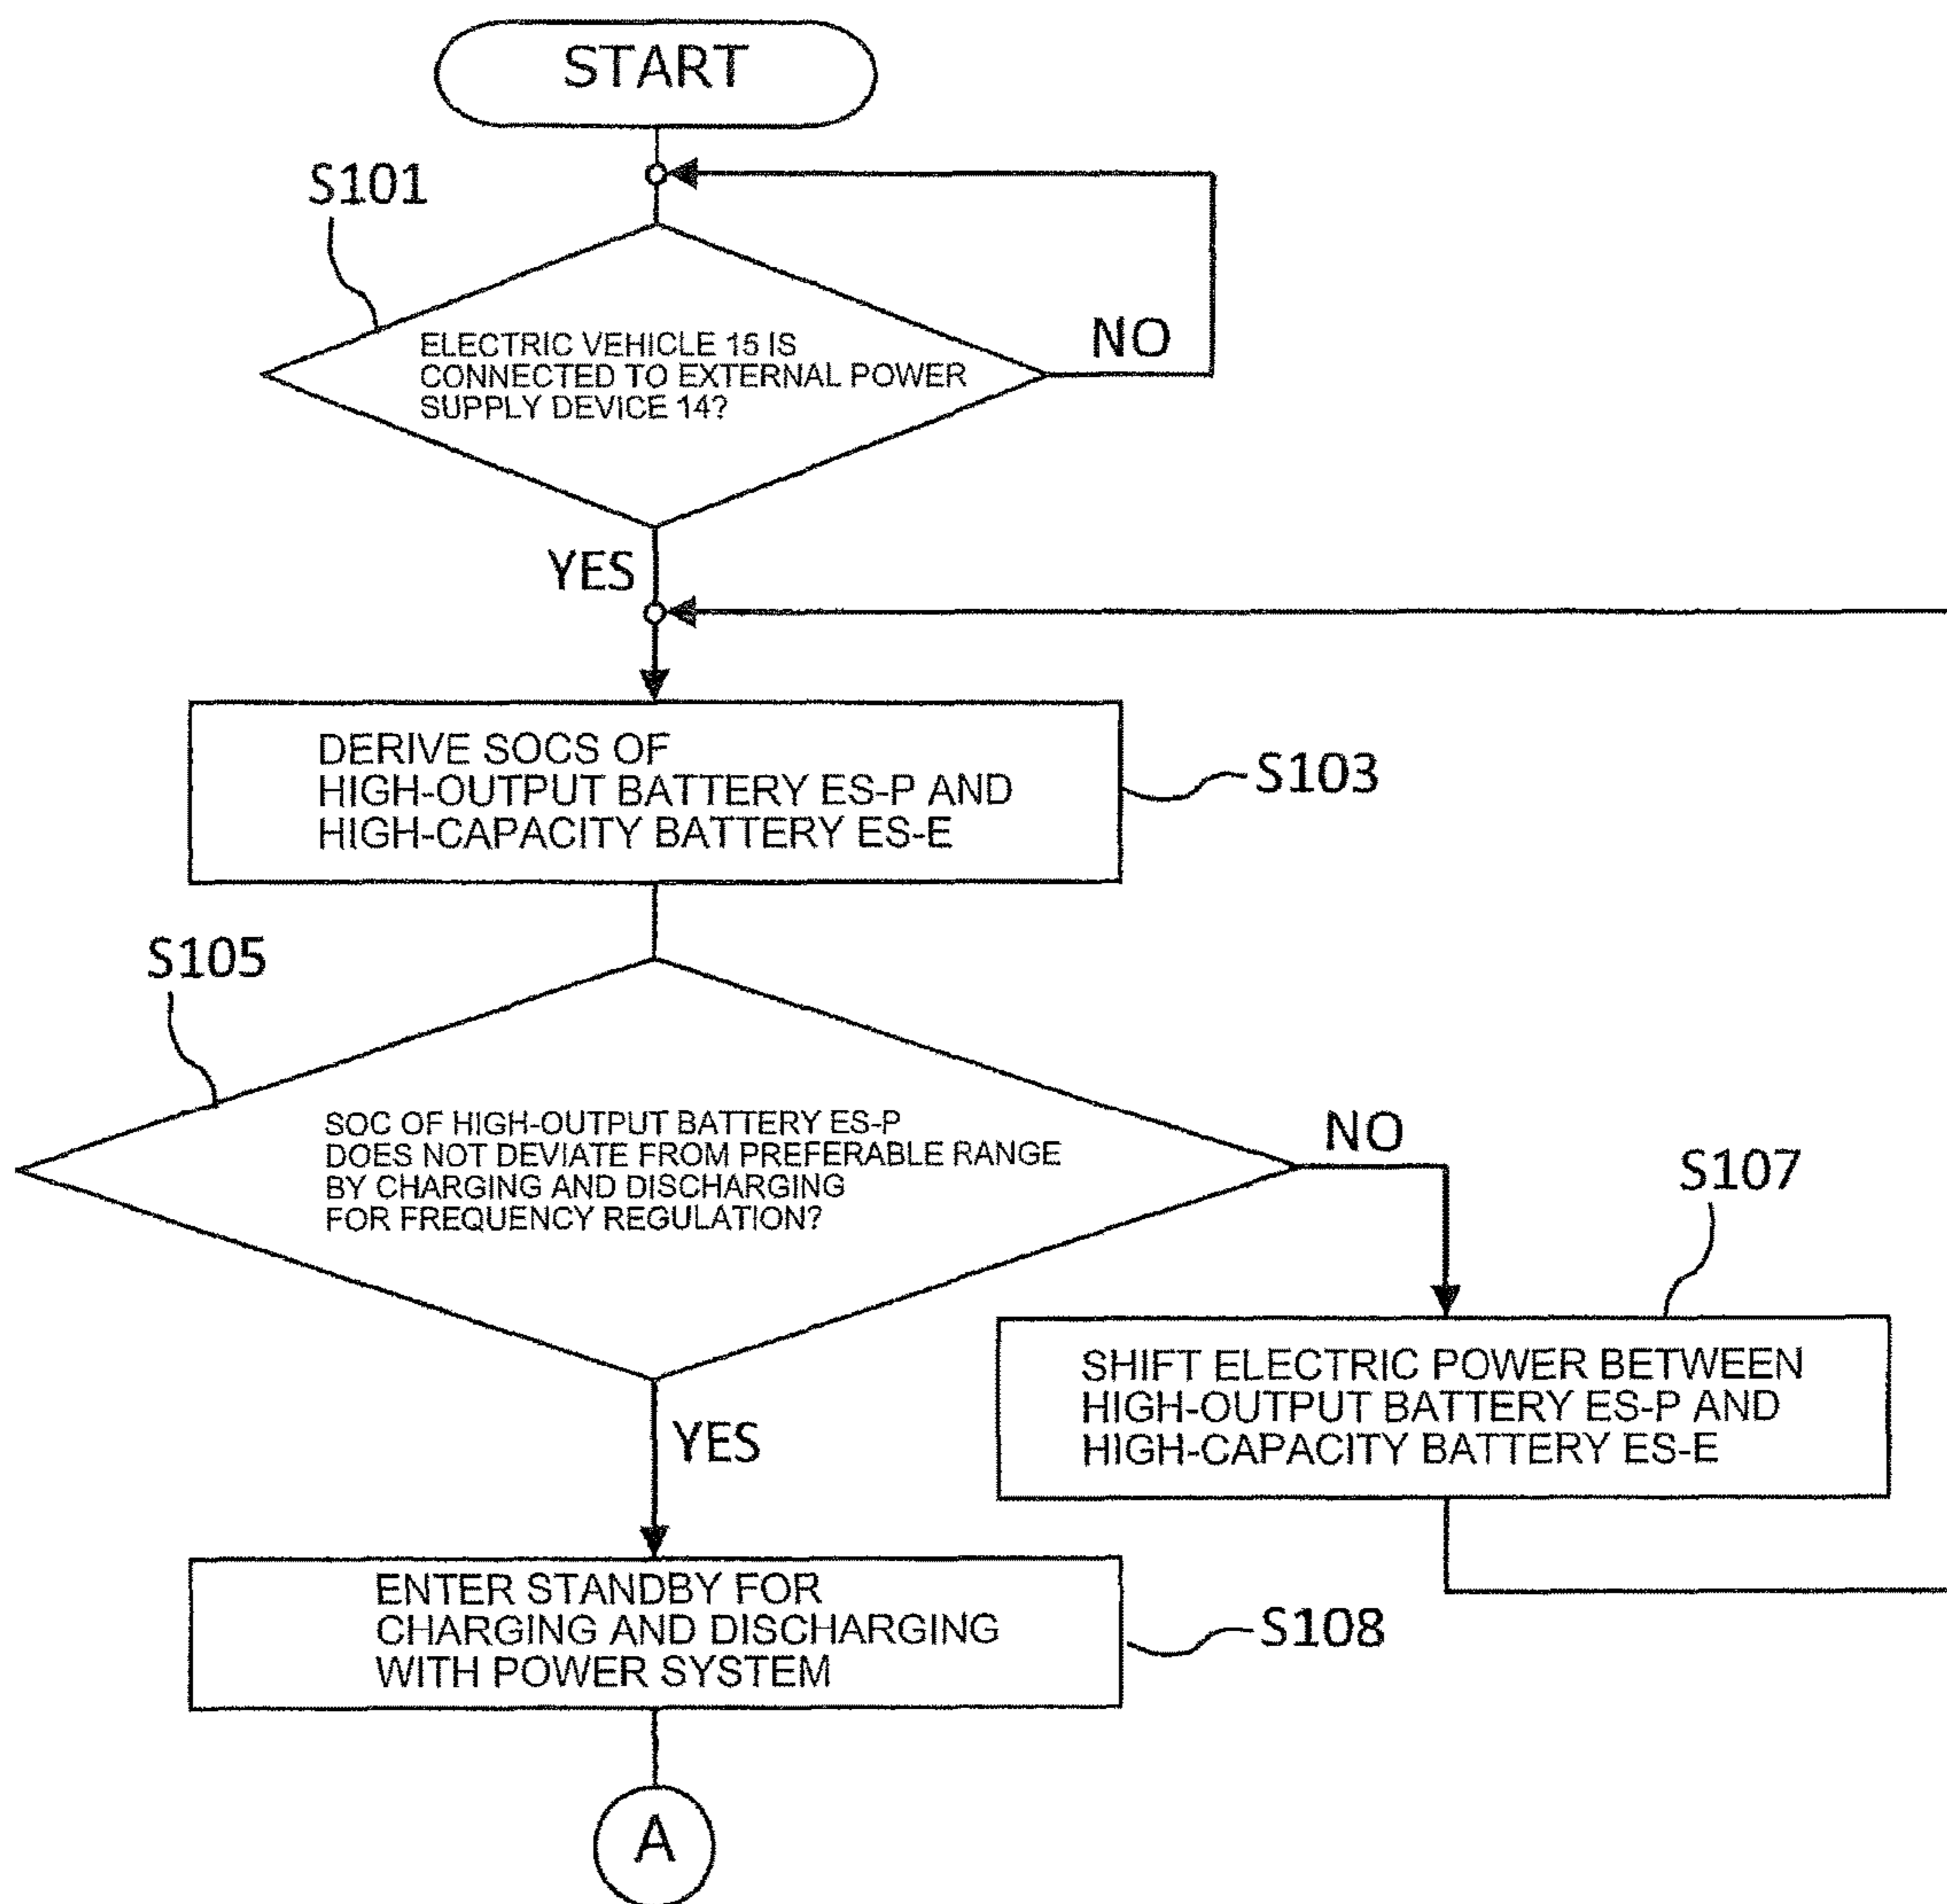 START
S101
ELECTRIC VEHICLE 15 IS
CONNECTED TO EXTERNAL POWER
SUPPLY DEVICE 14?
NO
YES
DERIVE SOCS OF
HIGH-OUTPUT BATTERY ES-P AND
HIGH-CAPACITY BATTERY ES-E
S103
S105
SOC OF HIGH-OUTPUT BATTERY ES-P
DOES NOT DEVIATE FROM PREFERABLE RANGE
BY CHARGING AND DISCHARGING
FOR FREQUENCY REGULATION?
NO
S107
SHIFT ELECTRIC POWER BETWEEN
HIGH-OUTPUT BATTERY ES-P AND
HIGH-CAPACITY BATTERY ES-E
YES
ENTER STANDBY FOR
CHARGING AND DISCHARGING
WITH POWER SYSTEM
S108
A